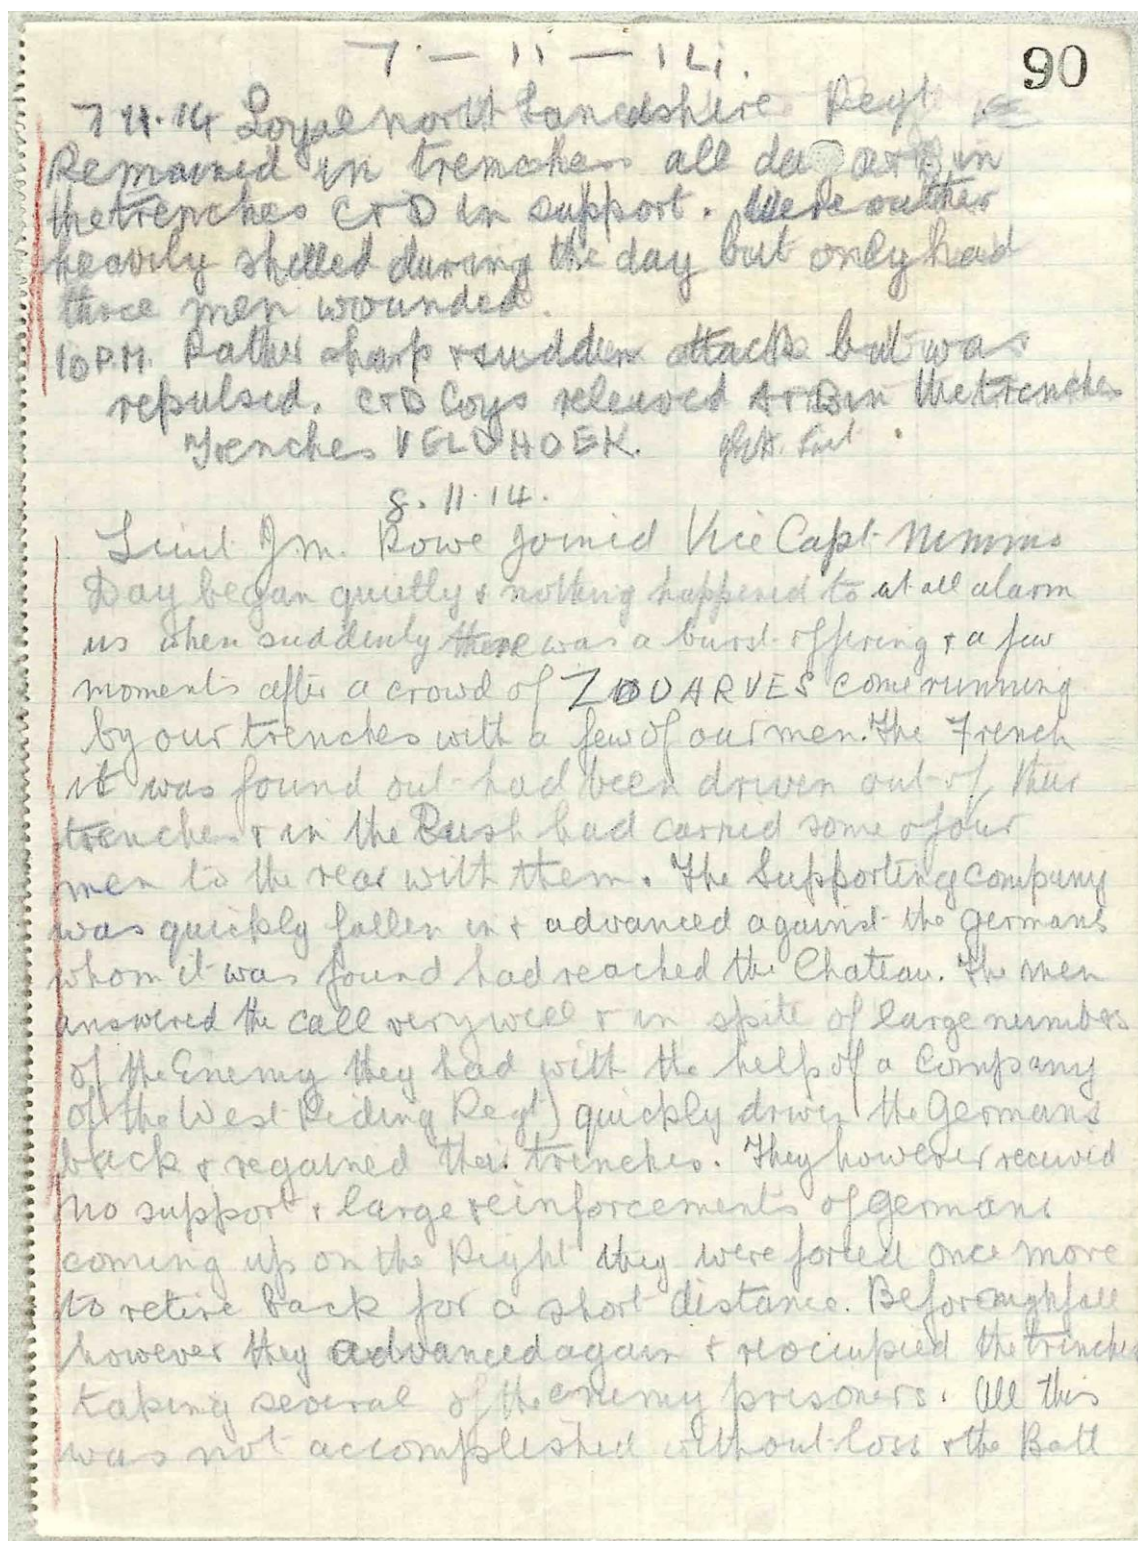 7 – 11 – 14.
90
7 11. 14 Loyal north Lancashire Regt
Remained in trenches all day A & B in
the trenches C & D in support. Were rather
heavily shelled during the day but only had
three men wounded.
10 P.M. Rather sharp & sudden attack but was
repulsed. C & D Coys relieved A & B in the trenches
Trenches VELDHOEK.
8. 11. 14.
Lieut J.M. Rowe joined Vice Capt Nimmo
Day began quietly & nothing happened to at all alarm
us when suddenly there was a burst of firing & a few
moments after a crowd of ZOUARVES come running
by our trenches with a few of our men. The French
it was found out had been driven out of their
trenches & in the Rush had carried some of our
men to the rear with them. The Supporting company
was quickly fallen in & advanced against the germans
whom it was found had reached the Chateau. The men
answered the call very well & in spite of large numbers
of the Enemy they had with the help of a Company
of the West Riding Regt) quickly driven the Germans
back & regained their trenches. They however received
no support & large reinforcements of Germans
coming up on the Right they were forced once more
to retire back for a short distance. Before nightfall
however they advanced again & reoccupied the trenches
taking several of the enemy prisoners. All this
was not accomplished without loss & the Batt